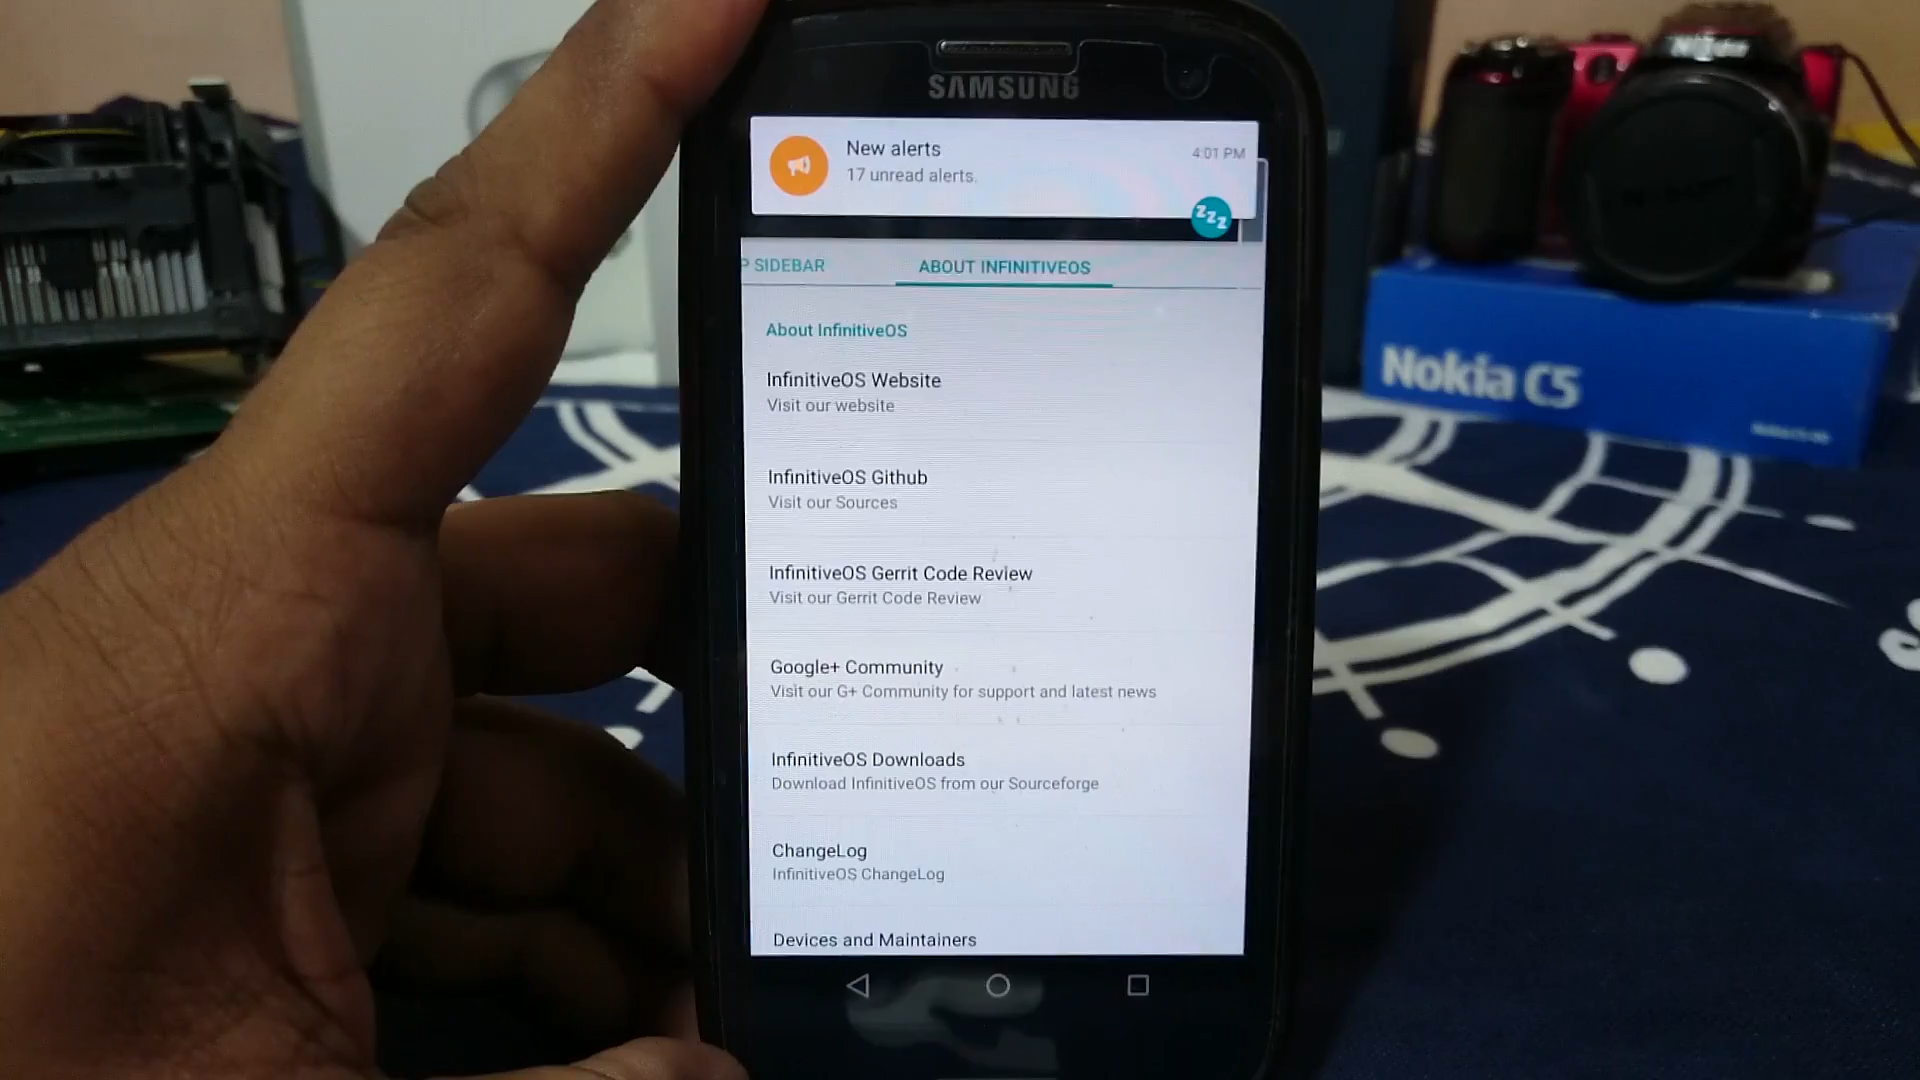 SAMSUNG
New alerts
4:01 PM
17 unread alerts.
zzz
P SIDEBAR
ABOUT INFINITIVEOS
About InfinitiveOS
InfinitiveOS Website
Visit our website
InfinitiveOS Github
Visit our Sources
InfinitiveOS Gerrit Code Review
Visit our Gerrit Code Review
Google+ Community
Visit our G+ Community for support and latest news
InfinitiveOS Downloads
Download InfinitiveOS from our Sourceforge
ChangeLog
InfinitiveOS ChangeLog
Devices and Maintainers
Nikon
Nokia C5